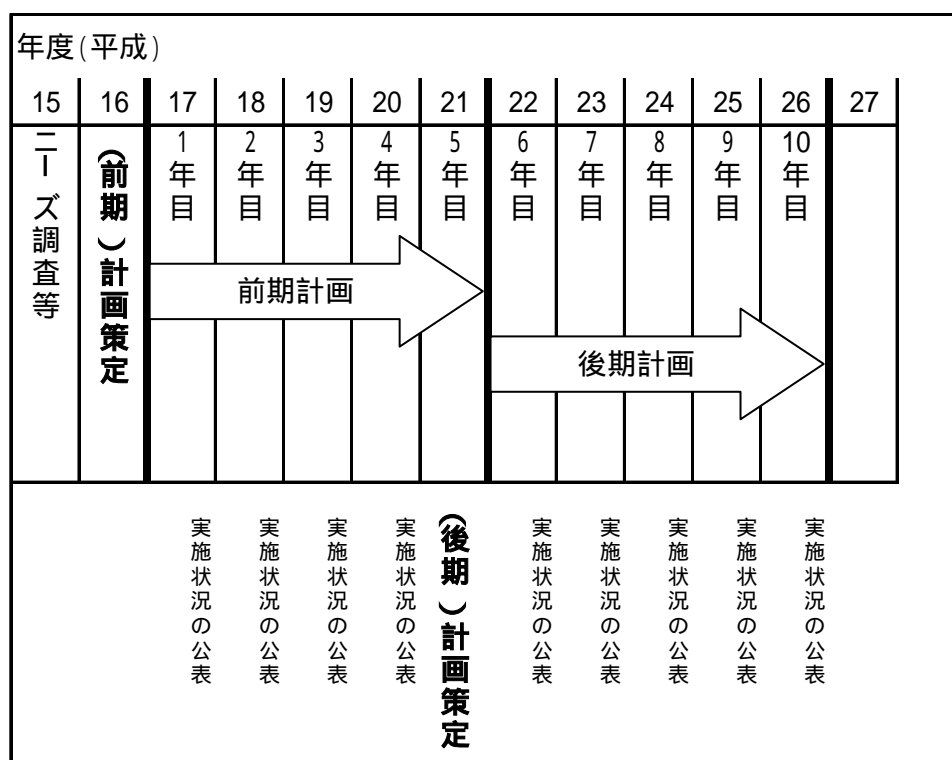 年度(平成)
15 16 17 18 19 20 21 22 23 24 25 26 27
ニーズ調査等
(前期)計画策定
1年目
2年目
3年目
4年目
5年目
6年目
7年目
8年目
9年目
10年目
前期計画
後期計画
実施状況の公表
実施状況の公表
実施状況の公表
実施状況の公表
(後期)計画策定
実施状況の公表
実施状況の公表
実施状況の公表
実施状況の公表
実施状況の公表